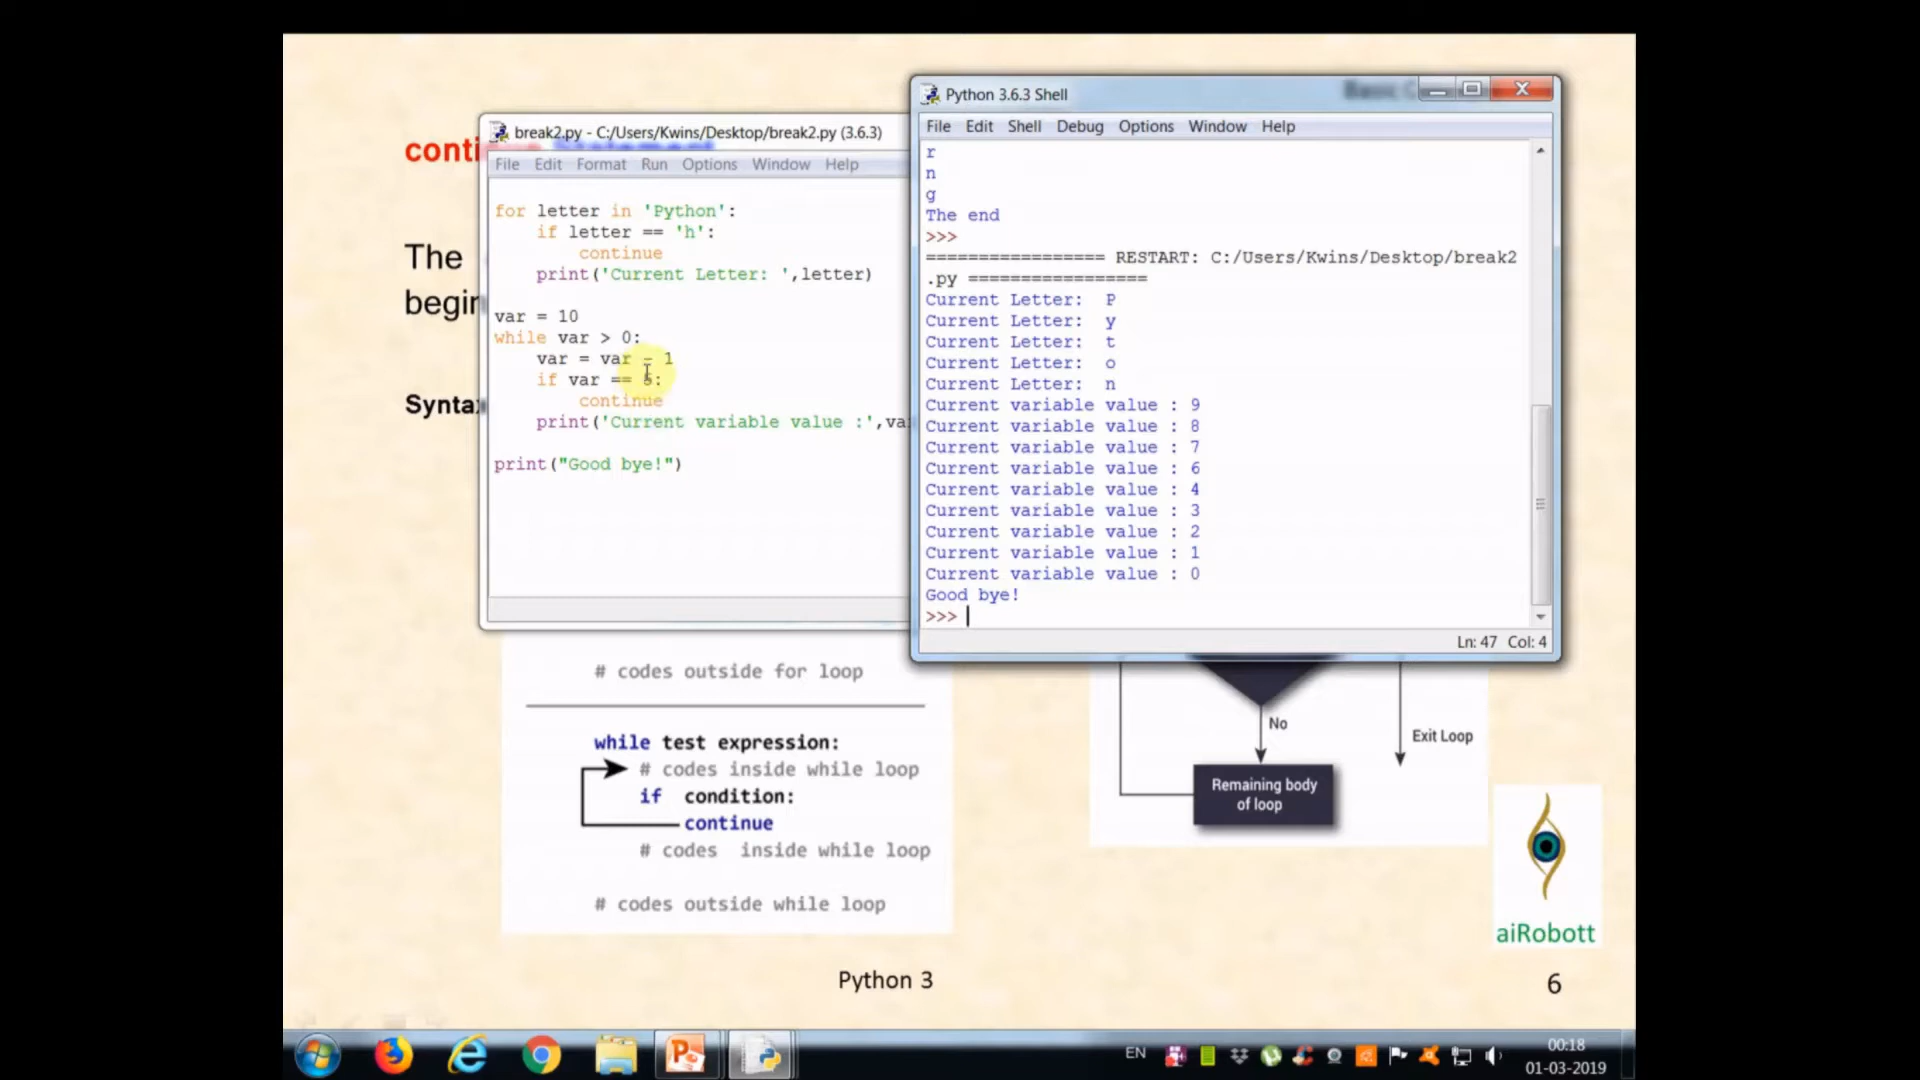 conti
The
begin
Syntax
break2.py - C:/Users/Kwins/Desktop/break2.py (3.6.3)
File Edit Format Run Options Window Help
for letter in 'Python':
    if letter == 'h':
        continue
    print('Current Letter: ',letter)
var = 10
while var > 0:
    var = var - 1
    if var == 5:
        continue
    print('Current variable value :',va
print("Good bye!")
Python 3.6.3 Shell
File Edit Shell Debug Options Window Help
r
n
g
The end
>>>
================= RESTART: C:/Users/Kwins/Desktop/break2
.py =================
Current Letter:  P
Current Letter:  y
Current Letter:  t
Current Letter:  o
Current Letter:  n
Current variable value : 9
Current variable value : 8
Current variable value : 7
Current variable value : 6
Current variable value : 4
Current variable value : 3
Current variable value : 2
Current variable value : 1
Current variable value : 0
Good bye!
>>>
Ln: 47 Col: 4
# codes outside for loop
while test expression:
# codes inside while loop
if condition:
continue
# codes inside while loop
# codes outside while loop
No
Exit Loop
Remaining body
of loop
aiRobott
Python 3
6
EN
00:18
01-03-2019